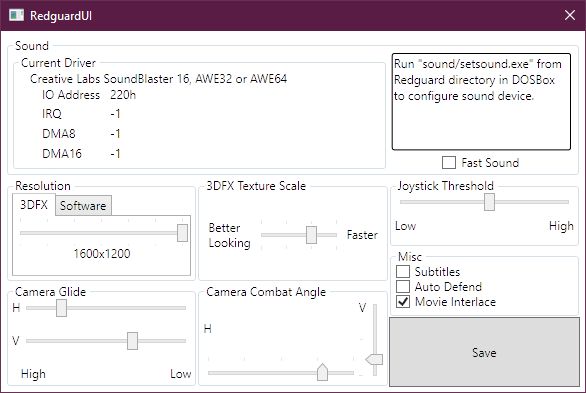 RedguardUI
Sound
Current Driver
Creative Labs SoundBlaster 16, AWE32 or AWE64
IO Address 220h
IRQ -1
DMA8 -1
DMA16 -1
Run "sound/setsound.exe" from
Redguard directory in DOSBox
to configure sound device.
Fast Sound
Resolution
3DFX Software
1600x1200
3DFX Texture Scale
Better
Looking
Faster
Joystick Threshold
Low High
Misc
Subtitles
Auto Defend
Movie Interlace
Camera Glide
H
V
High Low
Camera Combat Angle
V
H
Save